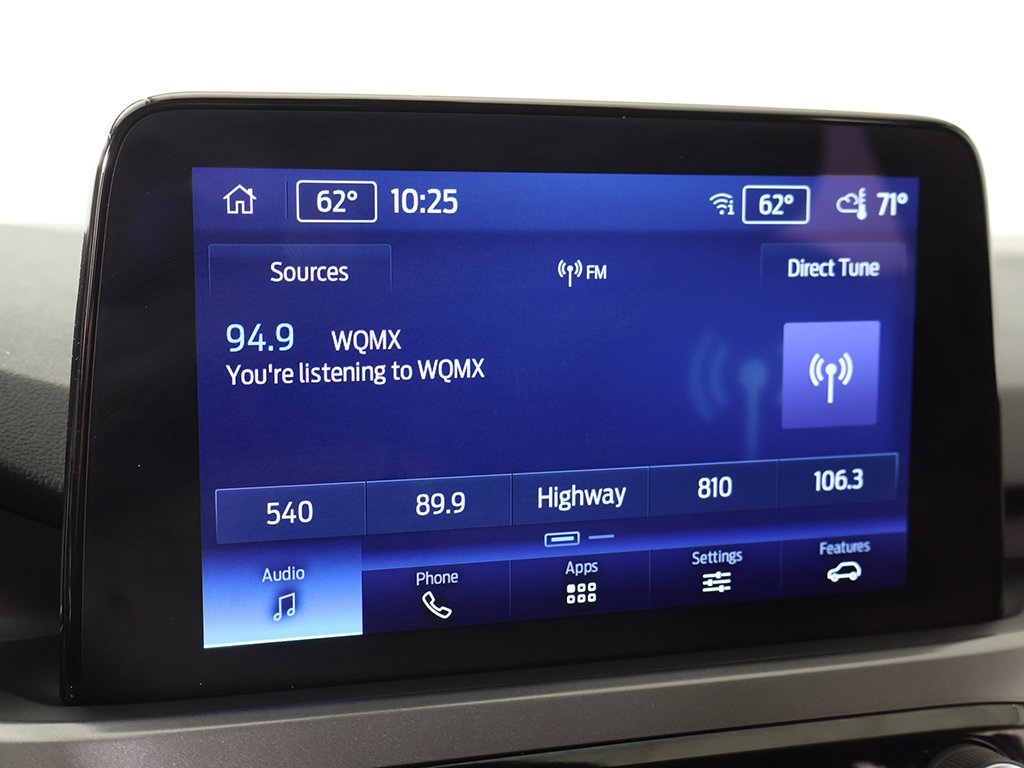 62° 10:25 62° 71°
Sources FM Direct Tune
94.9 WQMX
You're listening to WQMX
540 89.9 Highway 810 106.3
Audio Phone Apps Settings Features